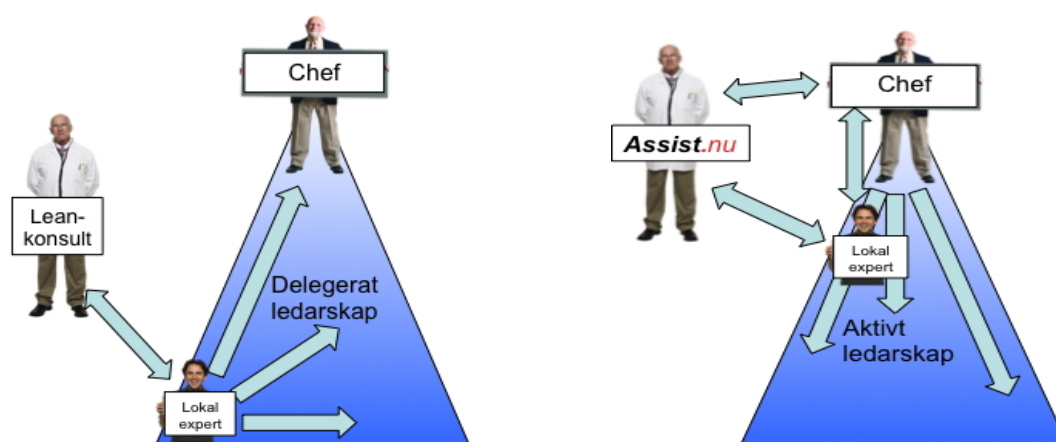 Chef
Lean-
konsult
Delegerat
ledarskap
Lokal
expert
Chef
Assist.nu
Lokal
expert
Aktivt
ledarskap